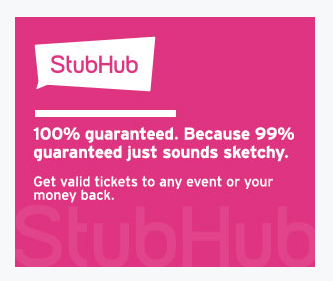 StubHub
100% guaranteed. Because 99%
guaranteed just sounds sketchy.
Get valid tickets to any event or your
money back.
StubHub